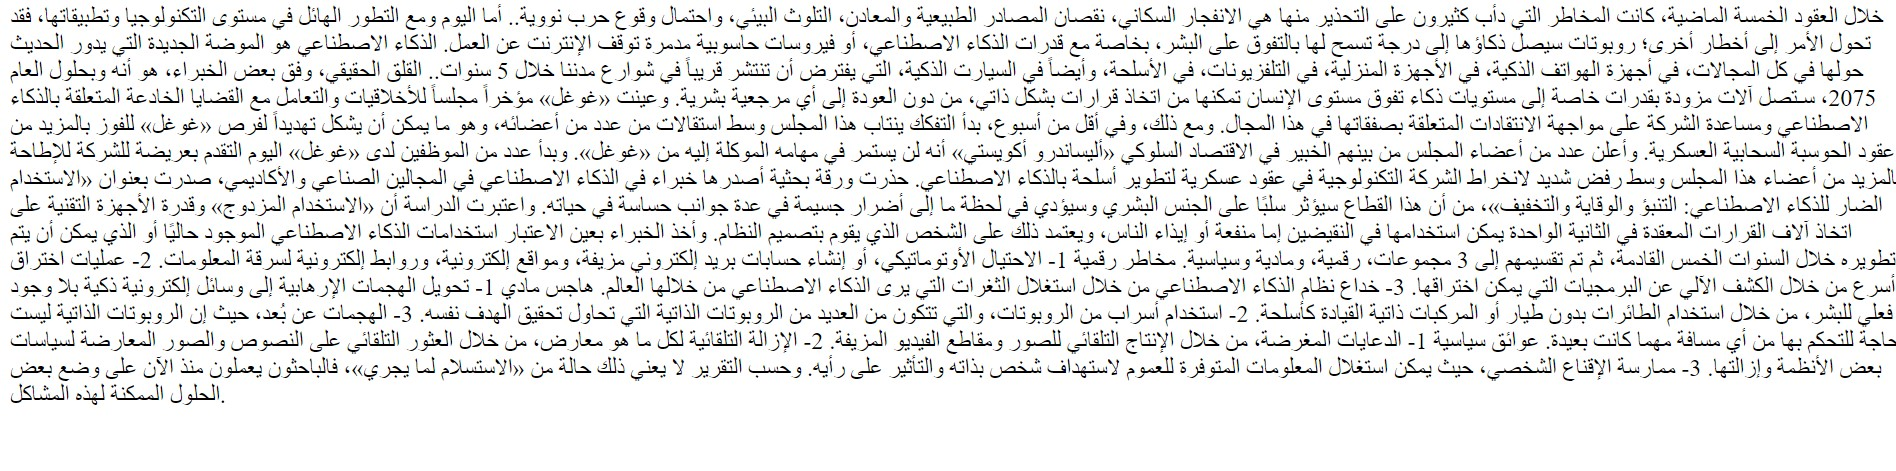 خلال العقود الخمسة الماضية، كانت المخاطر التي دأب كثيرون على التحذير منها هي الانفجار السكاني، نقصان المصادر الطبيعية والمعادن، التلوث البيئي، واحتمال وقوع حرب نووية.. أما اليوم ومع التطور الهائل في مستوى التكنولوجيا وتطبيقاتها، فقد
تحول الأمر إلى أخطار أخرى؛ روبوتات سيصل ذكاؤها إلى درجة تسمح لها بالتفوق على البشر، بخاصة مع قدرات الذكاء الاصطناعي، أو فيروسات حاسوبية مدمرة توقف الإنترنت عن العمل. الذكاء الاصطناعي هو الموضة الجديدة التي يدور الحديث
حولها في كل المجالات، في أجهزة الهواتف الذكية، في الأجهزة المنزلية، في التلفزيونات، في الأسلحة، وأيضاً في السيارت الذكية، التي يفترض أن تنتشر قريباً في شوارع مدننا خلال 5 سنوات.. القلق الحقيقي، وفق بعض الخبراء، هو أنه وبحلول العام
2075، ستصل آلات مزودة بقدرات خاصة إلى مستويات ذكاء تفوق مستوى الإنسان تمكنها من اتخاذ قرارات بشكل ذاتي، من دون العودة إلى أي مرجعية بشرية. وعينت «غوغل» مؤخراً مجلساً للأخلاقيات والتعامل مع القضايا الخادعة المتعلقة بالذكاء
الاصطناعي ومساعدة الشركة على مواجهة الانتقادات المتعلقة بصفقاتها في هذا المجال. ومع ذلك، وفي أقل من أسبوع، بدأ التفكك ينتاب هذا المجلس وسط استقالات من عدد من أعضائه، وهو ما يمكن أن يشكل تهديداً لفرص «غوغل» للفوز بالمزيد من
عقود الحوسبة السحابية العسكرية. وأعلن عدد من أعضاء المجلس من بينهم الخبير في الاقتصاد السلوكي «أليساندرو أكويستي» أنه لن يستمر في مهامه الموكلة إليه من «غوغل». وبدأ عدد من الموظفين لدى «غوغل» اليوم التقدم بعريضة للشركة للإطاحة
بالمزيد من أعضاء هذا المجلس وسط رفض شديد لانخراط الشركة التكنولوجية في عقود عسكرية لتطوير أسلحة بالذكاء الاصطناعي. حذرت ورقة بحثية أصدرها خبراء في الذكاء الاصطناعي في المجالين الصناعي والأكاديمي، صدرت بعنوان «الاستخدام
الضار للذكاء الاصطناعي: التنبؤ والوقاية والتخفيف»، من أن هذا القطاع سيؤثر سلبًا على الجنس البشري وسيؤدي في لحظة ما إلى أضرار جسيمة في عدة جوانب حساسة في حياته. واعتبرت الدراسة أن «الاستخدام المزدوج» وقدرة الأجهزة التقنية على
اتخاذ آلاف القرارات المعقدة في الثانية الواحدة يمكن استخدامها في النقيضين إما منفعة أو إيذاء الناس، ويعتمد ذلك على الشخص الذي يقوم بتصميم النظام. وأخذ الخبراء بعين الاعتبار استخدامات الذكاء الاصطناعي الموجود حاليًا أو الذي يمكن أن يتم
تطويره خلال السنوات الخمس القادمة، ثم تم تقسيمهم إلى 3 مجموعات، رقمية، ومادية وسياسية. مخاطر رقمية 1- الاحتيال الأوتوماتيكي، أو إنشاء حسابات بريد إلكتروني مزيفة، ومواقع إلكترونية، وروابط إلكترونية لسرقة المعلومات. 2- عمليات اختراق
أسرع من خلال الكشف الآلي عن البرمجيات التي يمكن اختراقها. 3- خداع نظام الذكاء الاصطناعي من خلال استغلال الثغرات التي يرى الذكاء الاصطناعي من خلالها العالم. هاجس مادي 1- تحويل الهجمات الإرهابية إلى وسائل إلكترونية ذكية بلا وجود
فعلي للبشر، من خلال استخدام الطائرات بدون طيار أو المركبات ذاتية القيادة كأسلحة. 2- استخدام أسراب من الروبوتات، والتي تتكون من العديد من الروبوتات الذاتية التي تحاول تحقيق الهدف نفسه. 3- الهجمات عن بُعد، حيث إن الروبوتات الذاتية ليست
حاجة للتحكم بها من أي مسافة مهما كانت بعيدة. عوائق سياسية 1- الدعابات المغرضة، من خلال الإنتاج التلقائي للصور ومقاطع الفيديو المزيفة. 2- الإزالة التلقائية لكل ما هو معارض، من خلال العثور التلقائي على النصوص والصور المعارضة لسياسات
بعض الأنظمة وإزالتها. 3- ممارسة الإقناع الشخصي، حيث يمكن استغلال المعلومات المتوفرة للعموم لاستهداف شخص بذاته والتأثير على رأيه. وحسب التقرير لا يعني ذلك حالة من «الاستسلام لما يجري»، فالباحثون يعملون منذ الآن على وضع بعض
الحلول الممكنة لهذه المشاكل.